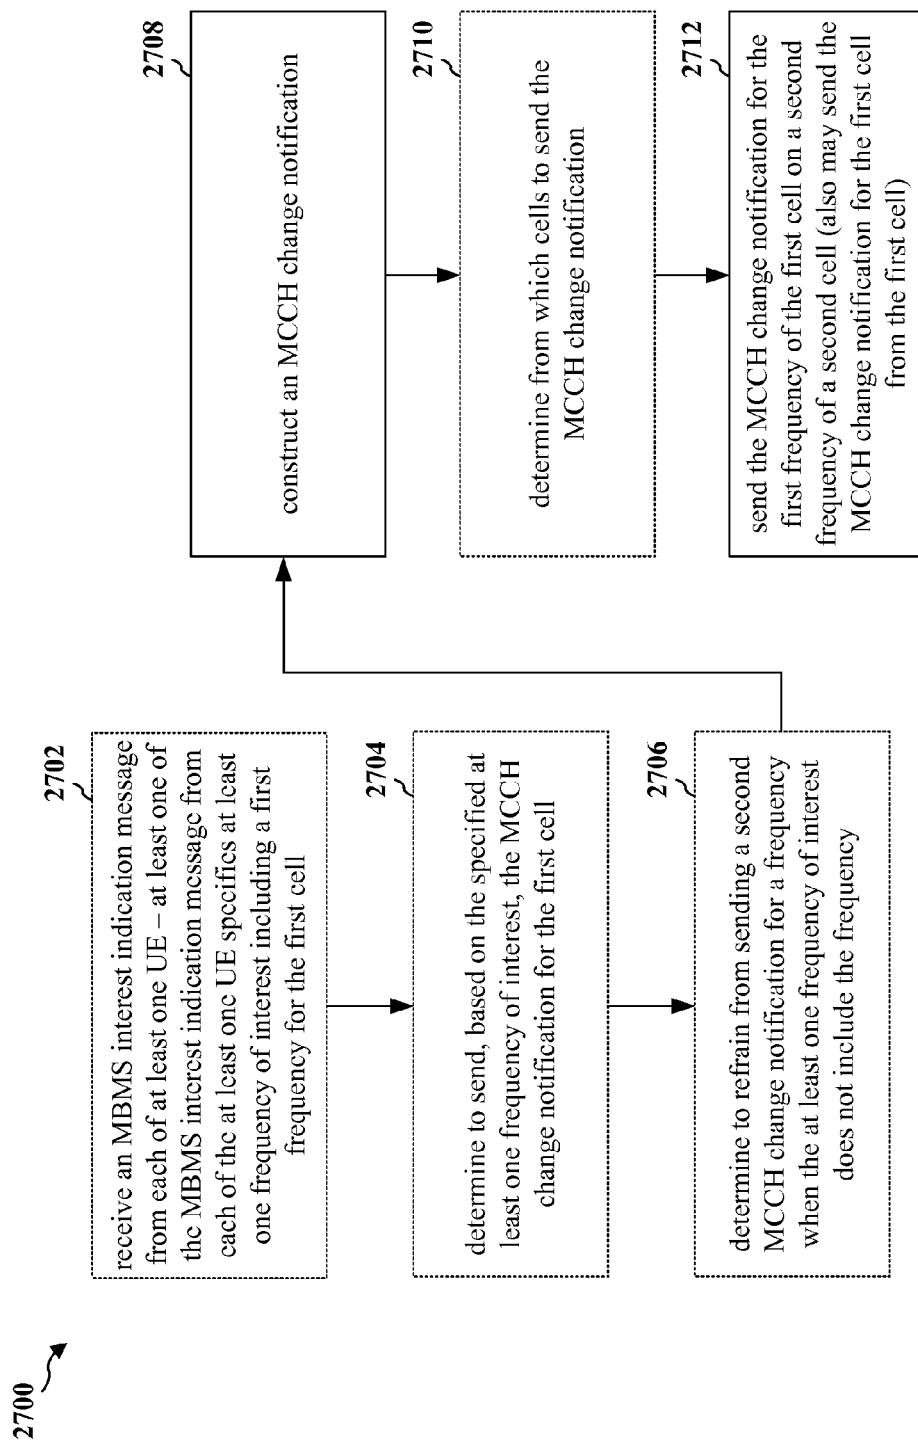 2700
2702
receive an MBMS interest indication message
from each of at least one UE – at least one of
the MBMS interest indication message from
each of the at least one UE specifies at least
one frequency of interest including a first
frequency for the first cell
2704
determine to send, based on the specified at
least one frequency of interest, the MCCH
change notification for the first cell
2706
determine to refrain from sending a second
MCCH change notification for a frequency
when the at least one frequency of interest
does not include the frequency
2708
construct an MCCH change notification
2710
determine from which cells to send the
MCCH change notification
2712
send the MCCH change notification for the
first frequency of the first cell on a second
frequency of a second cell (also may send the
MCCH change notification for the first cell
from the first cell)